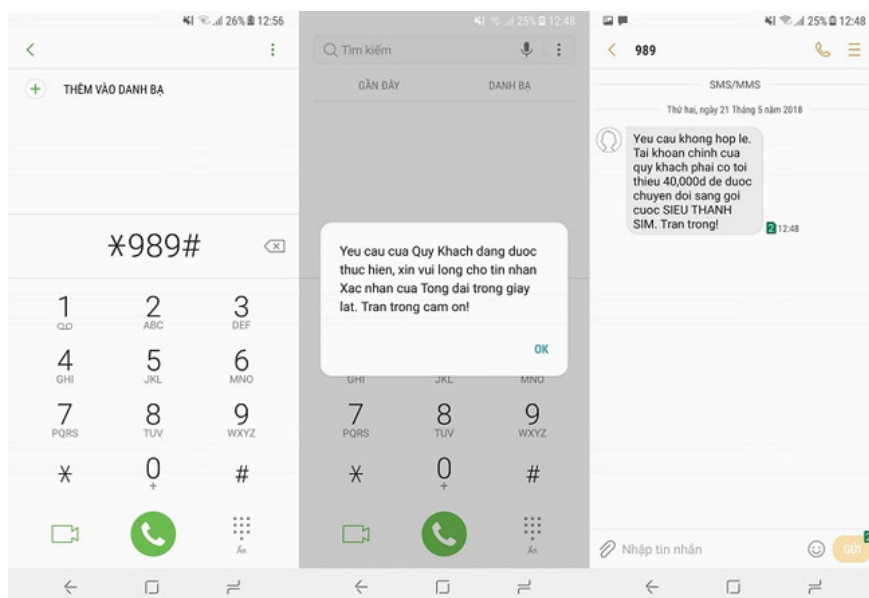 26% 12:56
THÊM VÀO DANH BẠ
*989#
1 2 3
ABC DEF
4 5 6
GHI JKL MNO
7 8 9
PQRS TUV WXYZ
* 0 #
+
Ẩn
25% 12:48
Tìm kiếm
GẦN ĐÂY DANH BẠ
Yeu cau cua Quy Khach dang duoc
thuc hien, xin vui long cho tin nhan
Xac nhan cua Tong dai trong giay
lat. Tran trong cam on!
OK
GHI JKL MNO
7 8 9
PQRS TUV WXYZ
* 0 #
+
Ẩn
25% 12:48
989
SMS/MMS
Thứ hai, ngày 21 Tháng 5 năm 2018
Yeu cau khong hop le.
Tai khoan chinh cua
quy khach phai co toi
thieu 40,000d de duoc
chuyen doi sang goi
cuoc SIEU THANH
SIM. Tran trong!
2 12:48
Nhập tin nhắn
GỬI
2